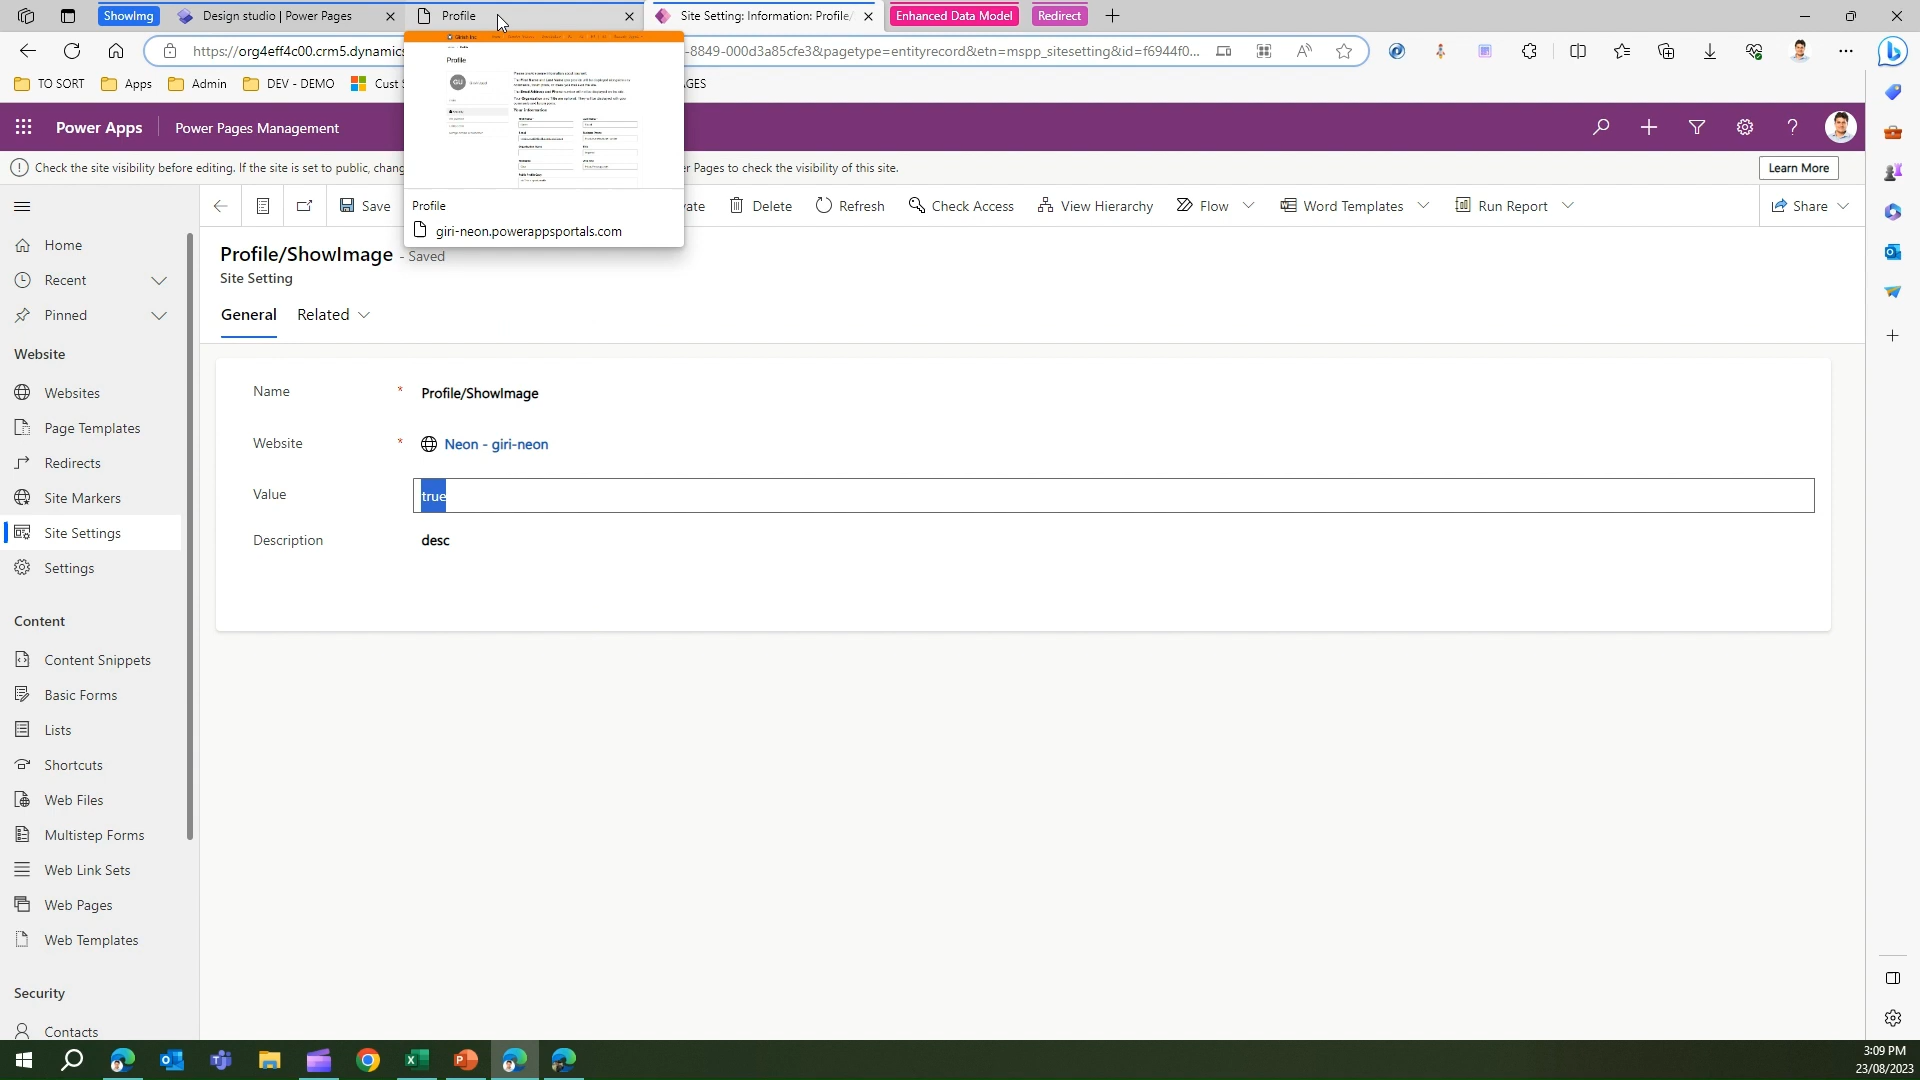 ShowImg
Design studio | Power Pages
Profile
Site Setting: Information: Profile/
Enhanced Data Model
Redirect
https://org4eff4c00.crm5.dynamics
-8849-000d3a85cfe3&pagetype=entityrecord&etn=mspp_sitesetting&id=f6944f0...
TO SORT
Apps
Admin
DEV - DEMO
Cust S
AGES
Profile
Power Apps
Power Pages Management
Check the site visibility before editing. If the site is set to public, chang
r Pages to check the visibility of this site.
Learn More
Save
ate
Delete
Refresh
Check Access
View Hierarchy
Flow
Word Templates
Run Report
Share
Profile
giri-neon.powerappsportals.com
Home
Recent
Pinned
Website
Websites
Page Templates
Redirects
Site Markers
Site Settings
Settings
Content
Content Snippets
Basic Forms
Lists
Shortcuts
Web Files
Multistep Forms
Web Link Sets
Web Pages
Web Templates
Security
Contacts
Profile/ShowImage - Saved
Site Setting
General
Related
Name * Profile/ShowImage
Website * Neon - giri-neon
Value true
Description desc
3:09 PM
23/08/2023